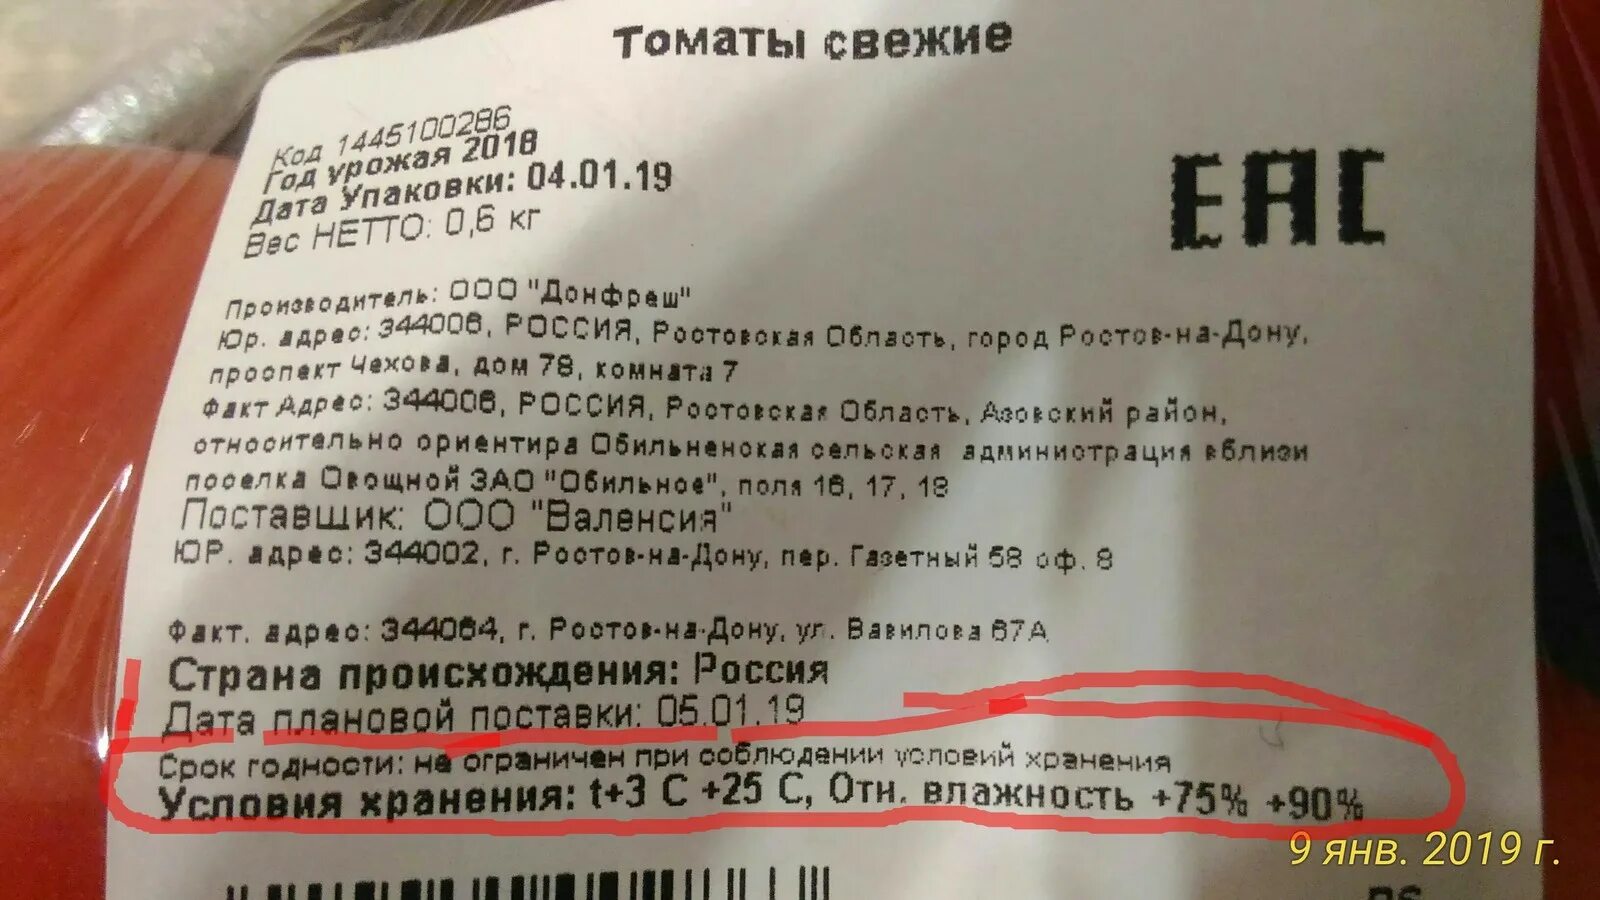 Томаты свежие
Код 1445100286
Год урожая 2018
Дата Упаковки: 04.01.19
Вес НЕТТО: 0,6 кг
EAC
Производитель: ООО "Донфреш"
Юр. адрес: 344006, РОССИЯ, Ростовская Область, город Ростов-на-Дону,
проспект Чехова, дом 78, комната 7
Факт Адрес: 344006, РОССИЯ, Ростовская Область, Азовский район,
относительно ориентира Обильненская сельская администрация вблизи
поселка Овощной ЗАО "Обильное", поля 16, 17, 18
Поставщик: ООО "Валенсия"
ЮР. адрес: 344002, г. Ростов-на-Дону, пер. Газетный 58 оф. 8
Факт. адрес: 344064, г. Ростов-на-Дону, ул. Вавилова 67А
Страна происхождения: Россия
Дата плановой поставки: 05.01.19
Срок годности: не ограничен при соблюдении условий хранения
Условия хранения: t+3 С +25 С, Отн. влажность +75% +90%
9 янв. 2019 г.